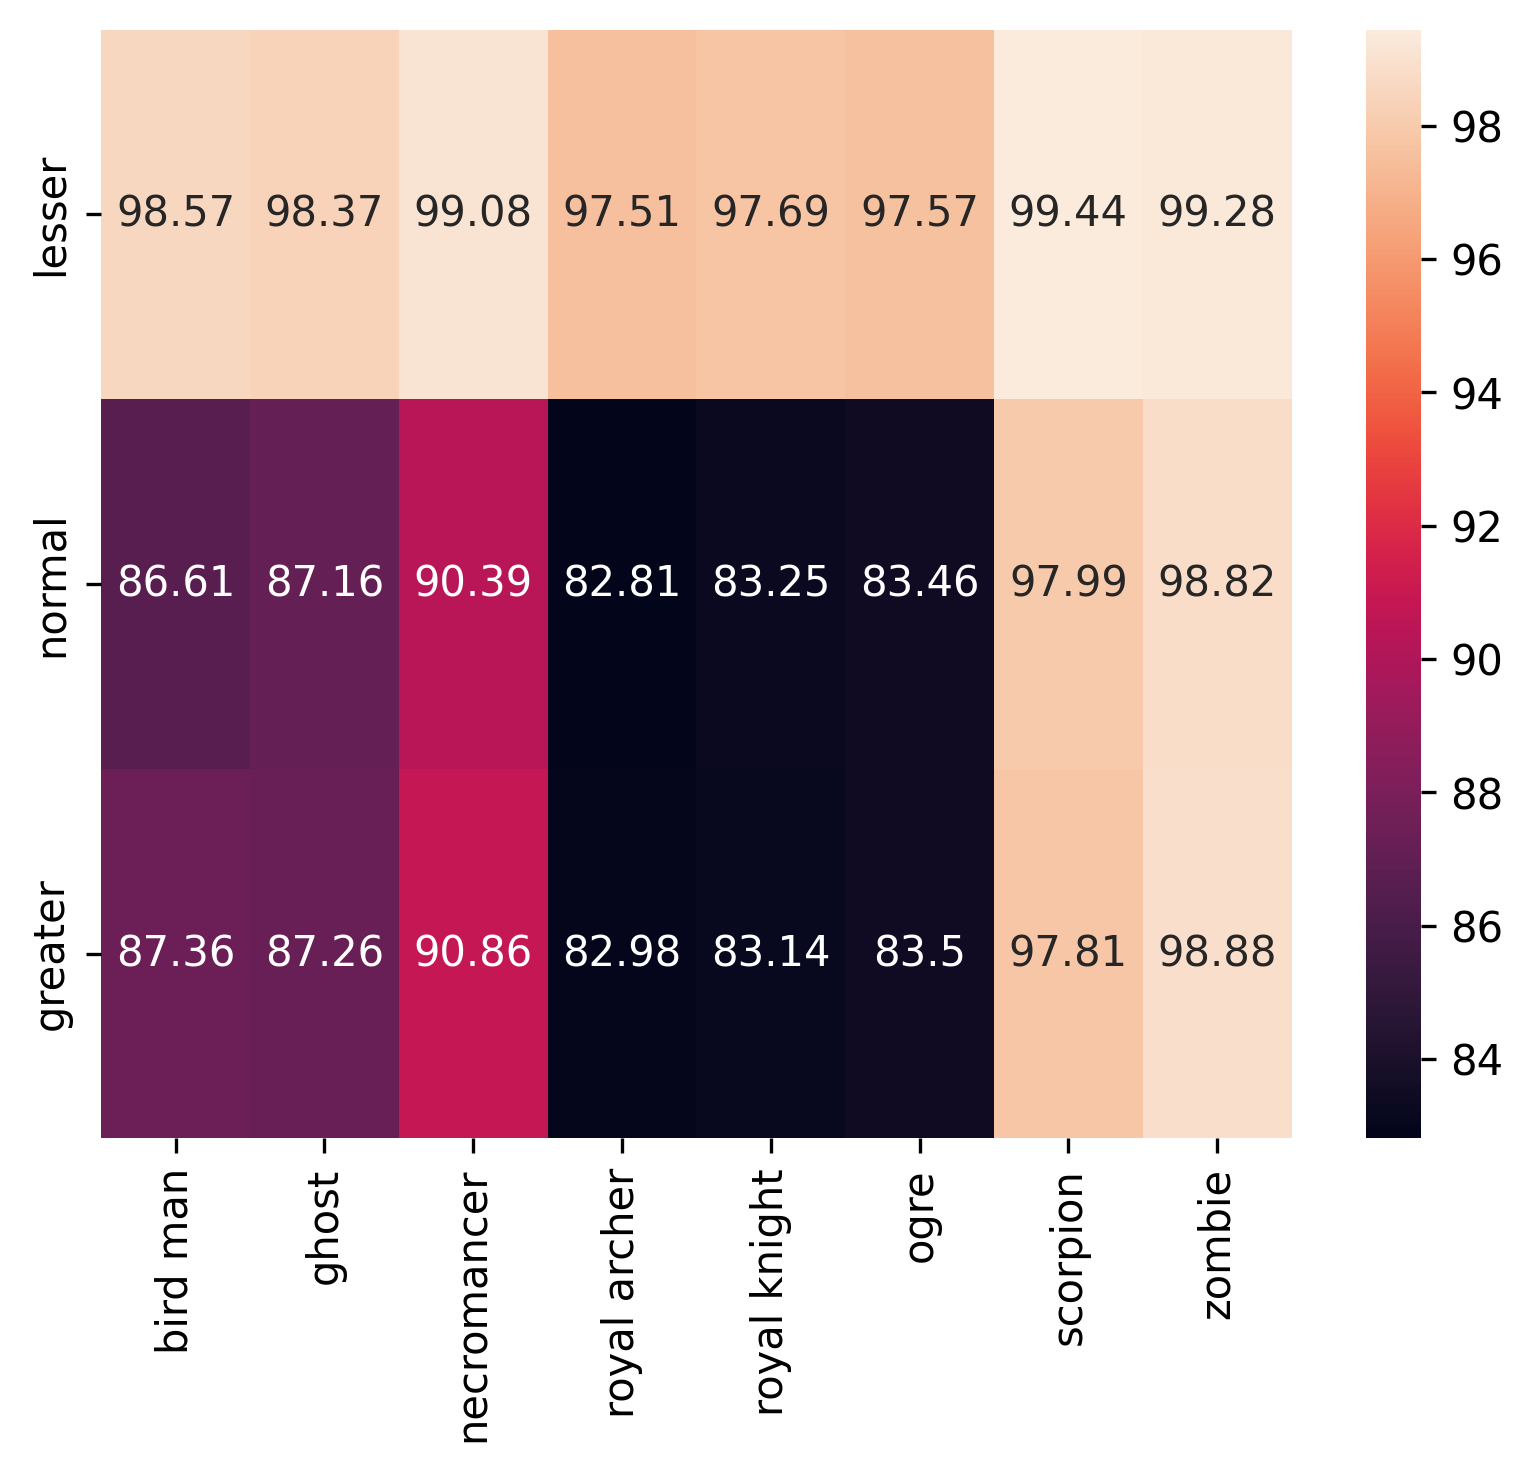 lesser 98.57 98.37 99.08 97.51 97.69 97.57 99.44 99.28
normal 86.61 87.16 90.39 82.81 83.25 83.46 97.99 98.82
greater 87.36 87.26 90.86 82.98 83.14 83.5 97.81 98.88
bird man
ghost
necromancer
royal archer
royal knight
ogre
scorpion
zombie
98
96
94
92
90
88
86
84